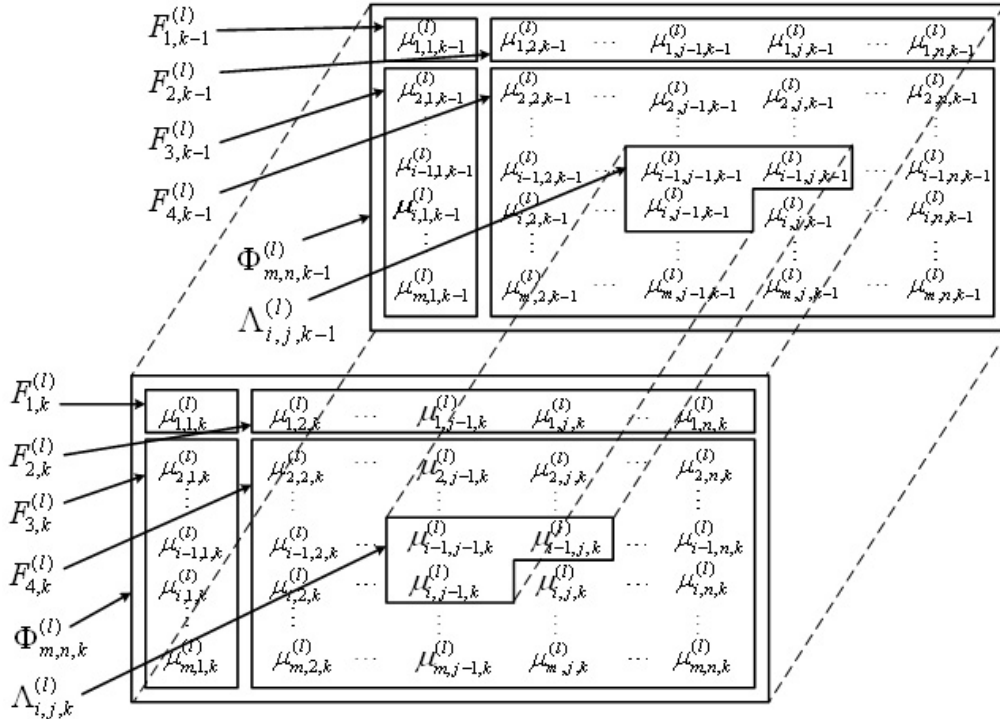 F_{1,k-1}^{(l)} μ_{1,1,k-1}^{(l)} μ_{1,2,k-1}^{(l)} ... μ_{1,j-1,k-1}^{(l)} μ_{1,j,k-1}^{(l)} ... μ_{1,n,k-1}^{(l)}
F_{2,k-1}^{(l)} μ_{2,1,k-1}^{(l)} μ_{2,2,k-1}^{(l)} ... μ_{2,j-1,k-1}^{(l)} μ_{2,j,k-1}^{(l)} ... μ_{2,n,k-1}^{(l)}
F_{3,k-1}^{(l)} ⋮ ⋮ ⋮ ⋮ ⋮
F_{4,k-1}^{(l)} μ_{i-1,1,k-1}^{(l)} μ_{i-1,2,k-1}^{(l)} ... μ_{i-1,j-1,k-1}^{(l)} μ_{i-1,j,k-1}^{(l)} ... μ_{i-1,n,k-1}^{(l)}
μ_{i,1,k-1}^{(l)} μ_{i,2,k-1}^{(l)} ... μ_{i,j-1,k-1}^{(l)} μ_{i,j,k-1}^{(l)} ... μ_{i,n,k-1}^{(l)}
Φ_{m,n,k-1}^{(l)} ⋮ ⋮ ⋮ ⋮ ⋮
Λ_{i,j,k-1}^{(l)} μ_{m,1,k-1}^{(l)} μ_{m,2,k-1}^{(l)} ... μ_{m,j-1,k-1}^{(l)} μ_{m,j,k-1}^{(l)} ... μ_{m,n,k-1}^{(l)}
F_{1,k}^{(l)} μ_{1,1,k}^{(l)} μ_{1,2,k}^{(l)} ... μ_{1,j-1,k}^{(l)} μ_{1,j,k}^{(l)} ... μ_{1,n,k}^{(l)}
F_{2,k}^{(l)} μ_{2,1,k}^{(l)} μ_{2,2,k}^{(l)} ... μ_{2,j-1,k}^{(l)} μ_{2,j,k}^{(l)} ... μ_{2,n,k}^{(l)}
F_{3,k}^{(l)} ⋮ ⋮ ⋮ ⋮ ⋮
F_{4,k}^{(l)} μ_{i-1,1,k}^{(l)} μ_{i-1,2,k}^{(l)} ... μ_{i-1,j-1,k}^{(l)} μ_{i-1,j,k}^{(l)} ... μ_{i-1,n,k}^{(l)}
μ_{i,1,k}^{(l)} μ_{i,2,k}^{(l)} ... μ_{i,j-1,k}^{(l)} μ_{i,j,k}^{(l)} ... μ_{i,n,k}^{(l)}
Φ_{m,n,k}^{(l)} ⋮ ⋮ ⋮ ⋮ ⋮
Λ_{i,j,k}^{(l)} μ_{m,1,k}^{(l)} μ_{m,2,k}^{(l)} ... μ_{m,j-1,k}^{(l)} μ_{m,j,k}^{(l)} ... μ_{m,n,k}^{(l)}